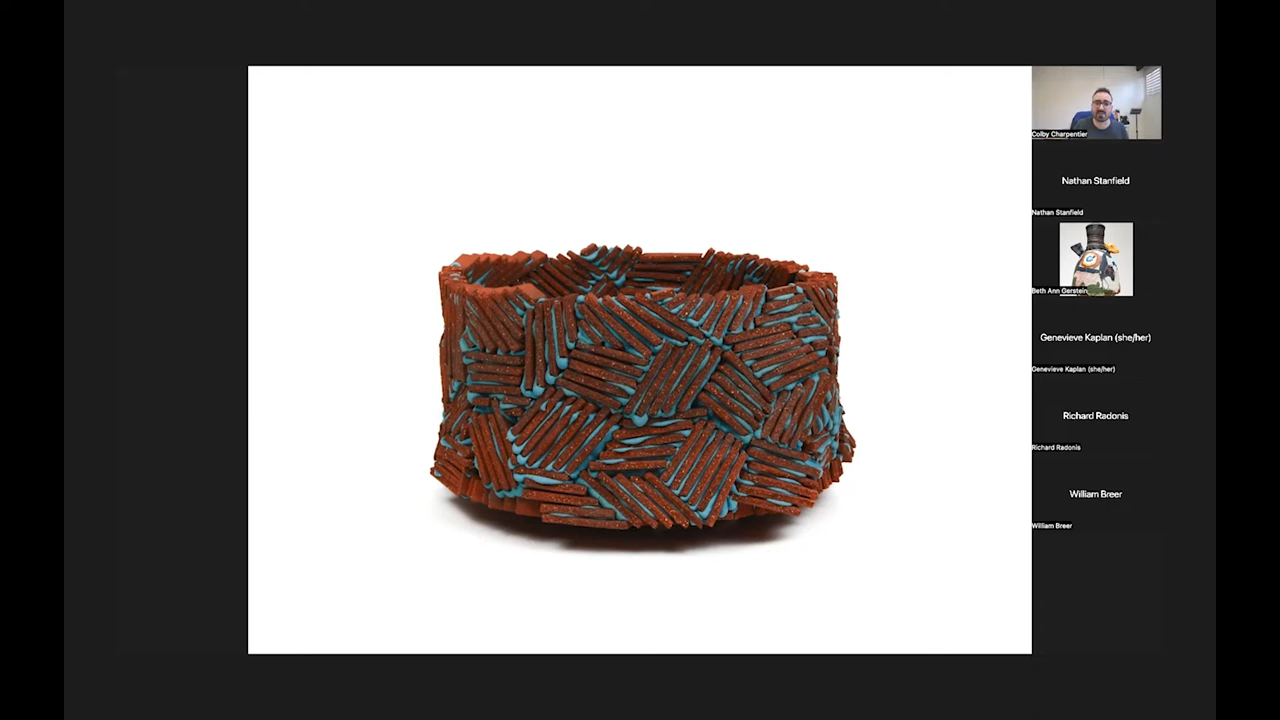 Colby Charpentier
Nathan Stanfield
Nathan Stanfield
Beth Ann Gerstein
Genevieve Kaplan (she/her)
Genevieve Kaplan (she/her)
Richard Radonis
Richard Radonis
William Breer
William Breer